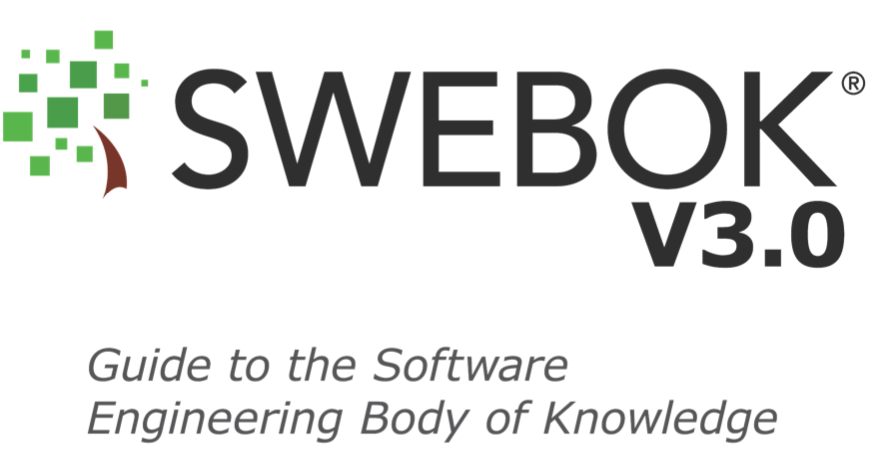 SWEBOK®
V3.0
Guide to the Software
Engineering Body of Knowledge